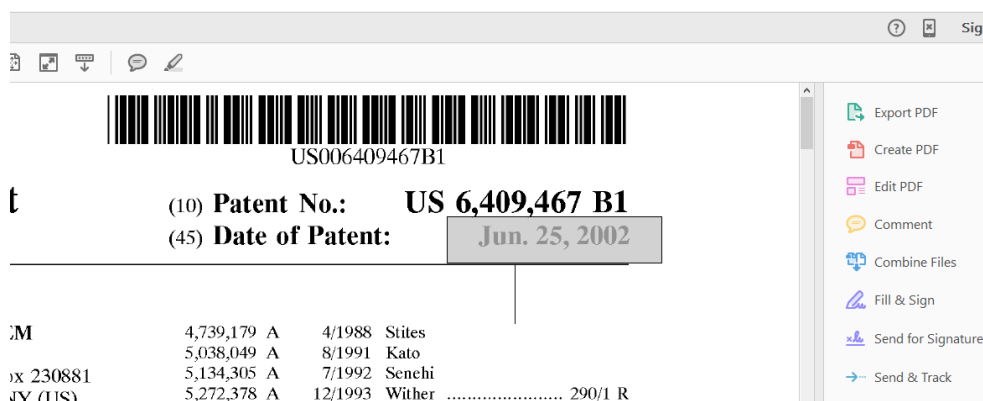 Sig
US006409467B1
t
(10) Patent No.: US 6,409,467 B1
(45) Date of Patent: Jun. 25, 2002
EM
4,739,179 A 4/1988 Stites
5,038,049 A 8/1991 Kato
ox 230881 5,134,305 A 7/1992 Senehi
NY (US) 5,272,378 A 12/1993 Wither ...................... 290/1 R
Export PDF
Create PDF
Edit PDF
Comment
Combine Files
Fill & Sign
Send for Signature
Send & Track